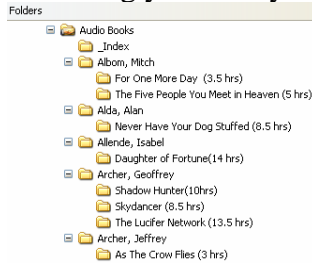 Folders
Audio Books
_Index
Albom, Mitch
For One More Day (3.5 hrs)
The Five People You Meet in Heaven (5 hrs)
Alda, Alan
Never Have Your Dog Stuffed (8.5 hrs)
Allende, Isabel
Daughter of Fortune(14 hrs)
Archer, Geoffrey
Shadow Hunter(10hrs)
Skydancer (8.5 hrs)
The Lucifer Network (13.5 hrs)
Archer, Jeffrey
As The Crow Flies (3 hrs)